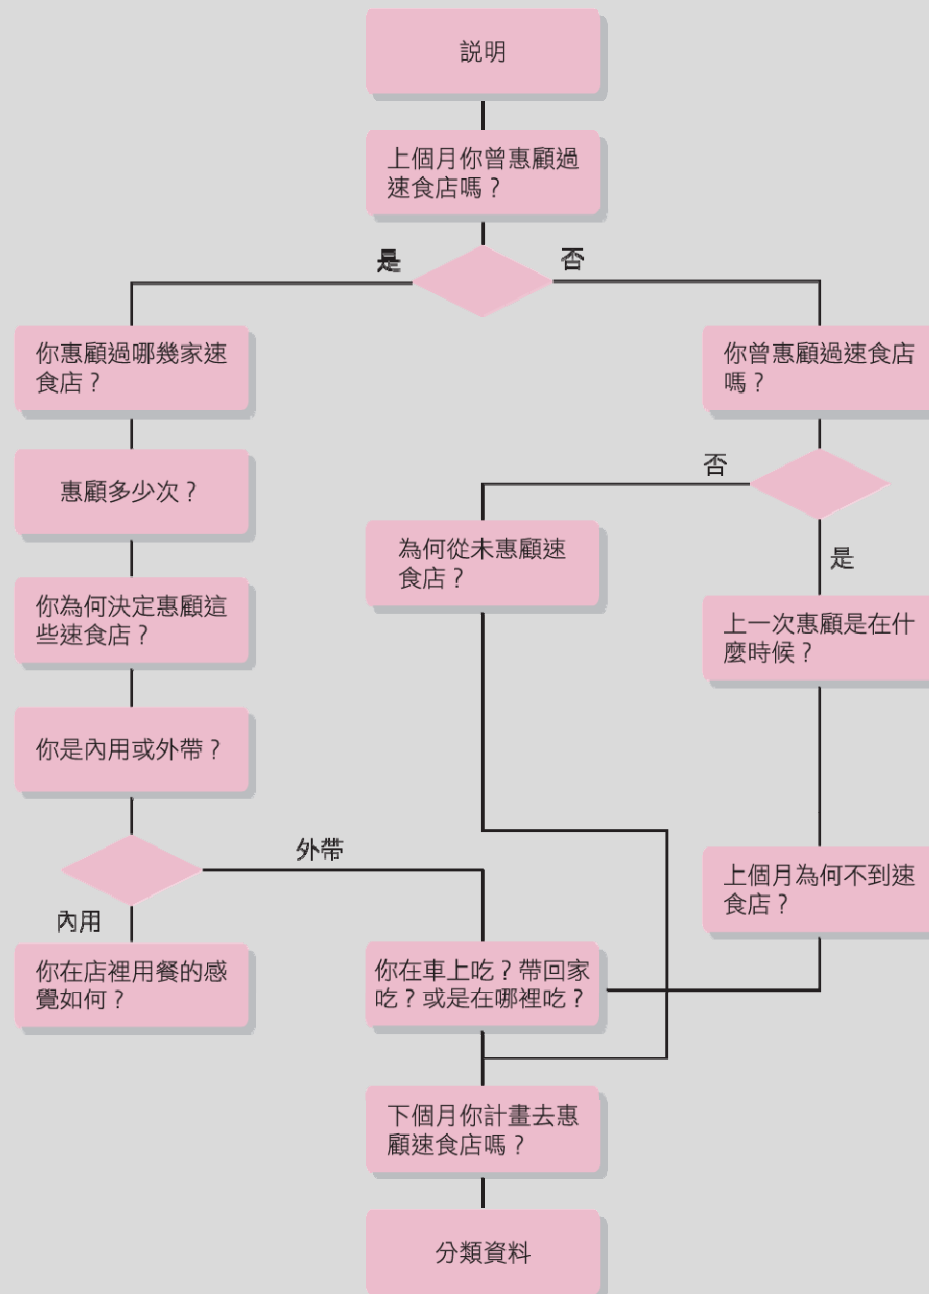 說明
上個月你曾惠顧過
速食店嗎？
是
否
你惠顧過哪幾家速
食店？
你曾惠顧過速食店
嗎？
惠顧多少次？
否
為何從未惠顧速
食店？
是
你為何決定惠顧這
些速食店？
上一次惠顧是在什
麼時候？
你是內用或外帶？
外帶
上個月為何不到速
食店？
內用
你在店裡用餐的感
覺如何？
你在車上吃？帶回家
吃？或是在哪裡吃？
下個月你計畫去惠
顧速食店嗎？
分類資料